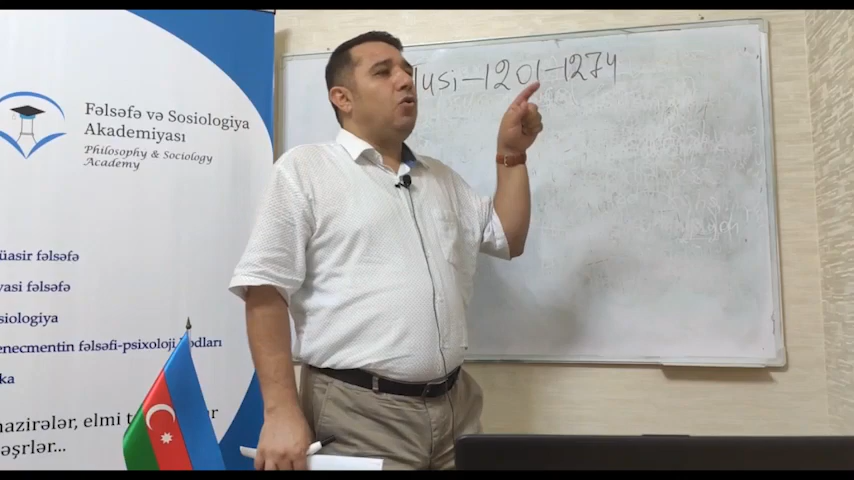 Tusi-1201-1274
Fəlsəfə və Sosiologiya
Akademiyası
Philosophy & Sociology
Academy
üasir fəlsəfə
yasi fəlsəfə
siologiya
enecmentin fəlsəfi-psixoloji
ka
azirələr, elmi
əşrlər...